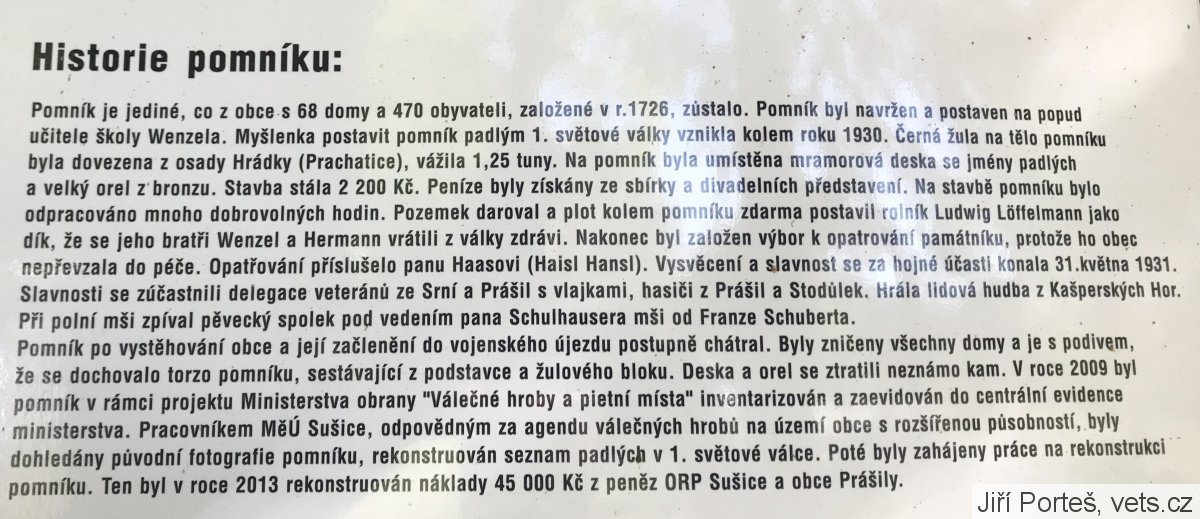 Historie pomníku:
Pomník je jediné, co z obce s 68 domy a 470 obyvateli, založené v r.1726, zůstalo. Pomník byl navržen a postaven na popud
učitele školy Wenzela. Myšlenka postavit pomník padlým 1. světové války vznikla kolem roku 1930. Černá žula na tělo pomníku
byla dovezena z osady Hrádky (Prachatice), vážila 1,25 tuny. Na pomník byla umístěna mramorová deska se jmény padlých
a velký orel z bronzu. Stavba stála 2 200 Kč. Peníze byly získány ze sbírky a divadelních představení. Na stavbě pomníku bylo
odpracováno mnoho dobrovolných hodin. Pozemek daroval a plot kolem pomníku zdarma postavil rolník Ludwig Löffelmann jako
dík, že se jeho bratři Wenzel a Hermann vrátili z války zdrávi. Nakonec byl založen výbor k opatrování památníku, protože ho obec
nepřevzala do péče. Opatřování příslušelo panu Haasovi (Haisl Hansl). Vysvěcení a slavnost se za hojné účasti konala 31.května 1931.
Slavnosti se zúčastnili delegace veteránů ze Srní a Prášil s vlajkami, hasiči z Prášil a Stodůlek. Hrála lidová hudba z Kašperských Hor.
Při polní mši zpíval pěvecký spolek pod vedením pana Schulhausera mši od Franze Schuberta.
Pomník po vystěhování obce a její začlenění do vojenského újezdu postupně chátral. Byly zničeny všechny domy a je s podivem,
že se dochovalo torzo pomníku, sestávající z podstavce a žulového bloku. Deska a orel se ztratili neznámo kam. V roce 2009 byl
pomník v rámci projektu Ministerstva obrany "Válečné hroby a pietní místa" inventarizován a zaevidován do centrální evidence
ministerstva. Pracovníkem MěÚ Sušice, odpovědným za agendu válečných hrobů na území obce s rozšířenou působností, byly
dohledány původní fotografie pomníku, rekonstruován seznam padlých v 1. světové válce. Poté byly zahájeny práce na rekonstrukci
pomníku. Ten byl v roce 2013 rekonstruován náklady 45 000 Kč z peněz ORP Sušice a obce Prášily.
Jiří Porteš, vets.cz